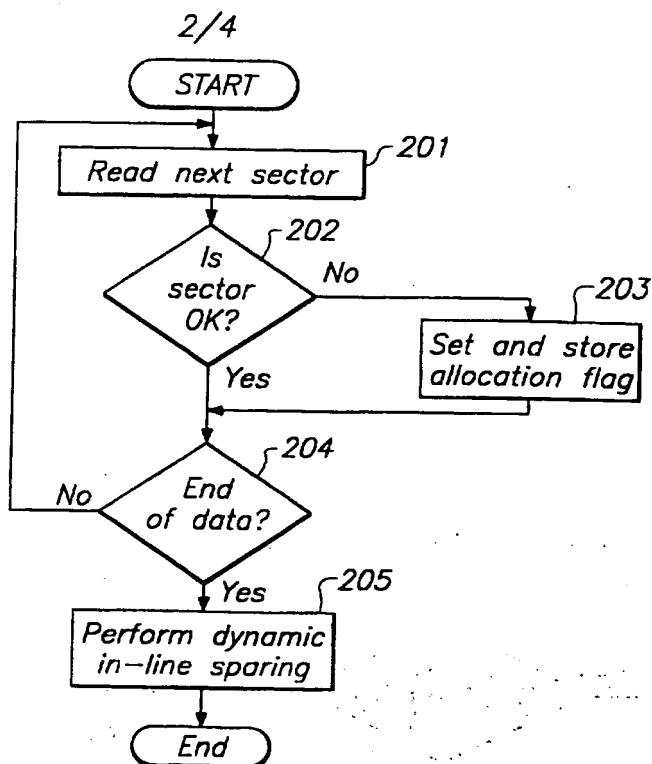 2/4
START
201
Read next sector
202
Is
sector
OK?
No
203
Set and store
allocation flag
Yes
204
End
of data?
No
Yes
205
Perform dynamic
in-line sparing
End